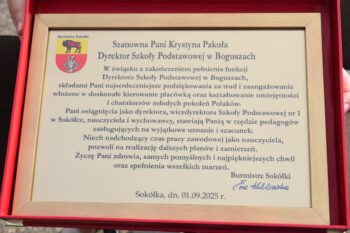 Burmistrz Sokółki
Szanowna Pani Krystyna Pakuła
Dyrektor Szkoły Podstawowej w Boguszach
W związku z zakończeniem pełnienia funkcji
Dyrektora Szkoły Podstawowej w Boguszach,
składamy Pani najserdeczniejsze podziękowania za trud i zaangażowanie
włożone w doskonałe kierowanie placówką oraz kształtowanie umiejętności
i charakterów młodych pokoleń Polaków.
Pani osiągnięcia jako dyrektora, wicedyrektora Szkoły Podstawowej nr 1
w Sokółce, nauczyciela i wychowawcy, stawiają Panią w rzędzie pedagogów
zasługujących na wyjątkowe uznanie i szacunek.
Niech nadchodzący czas pracy zawodowej jako nauczyciela,
pozwoli na realizację dalszych planów i zamierzeń.
Życzę Pani zdrowia, samych pomyślnych i najpiękniejszych chwil
oraz spełnienia wszelkich marzeń.
Burmistrz Sokółki
Sokółka, dn. 01.09.2025 r.